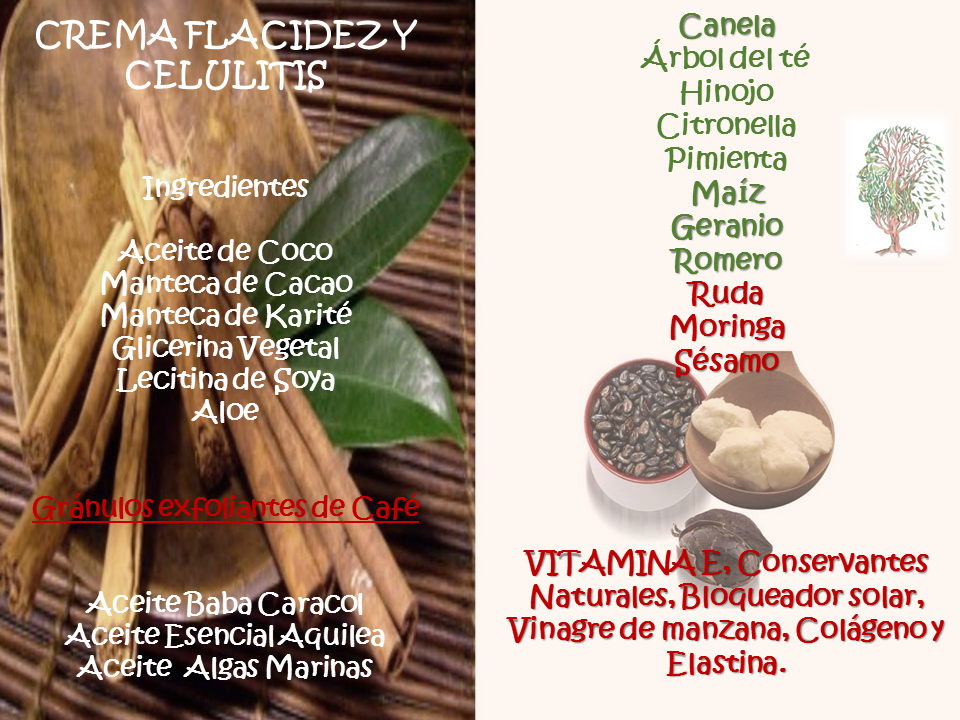 CREMA FLACIDEZ Y
CELULITIS
Ingredientes
Aceite de Coco
Manteca de Cacao
Manteca de Karité
Glicerina Vegetal
Lecitina de Soya
Aloe
Gránulos exfoliantes de Café
Aceite Baba Caracol
Aceite Esencial Aquilea
Aceite Algas Marinas
Canela
Árbol del té
Hinojo
Citronella
Pimienta
Maíz
Geranio
Romero
Ruda
Moringa
Sésamo
VITAMINA E, Conservantes
Naturales, Bloqueador solar,
Vinagre de manzana, Colágeno y
Elastina.